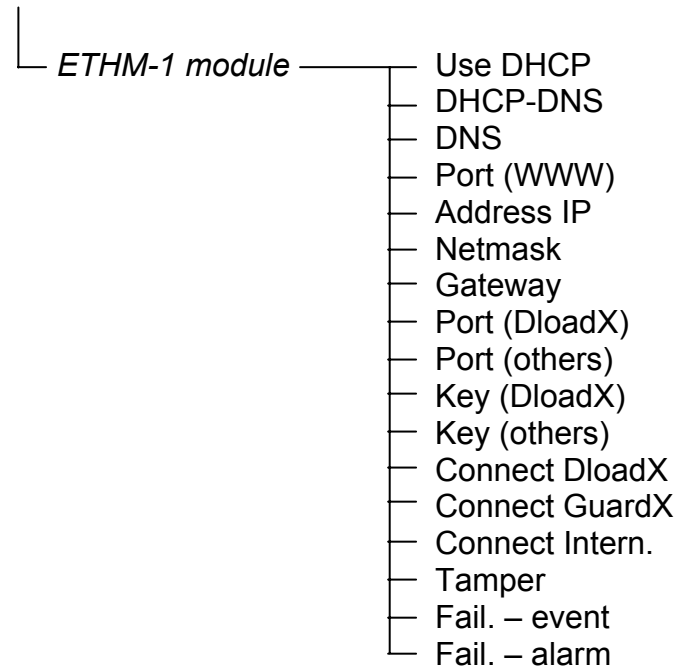 ETHM-1 module Use DHCP
DHCP-DNS
DNS
Port (WWW)
Address IP
Netmask
Gateway
Port (DloadX)
Port (others)
Key (DloadX)
Key (others)
Connect DloadX
Connect GuardX
Connect Intern.
Tamper
Fail. – event
Fail. – alarm